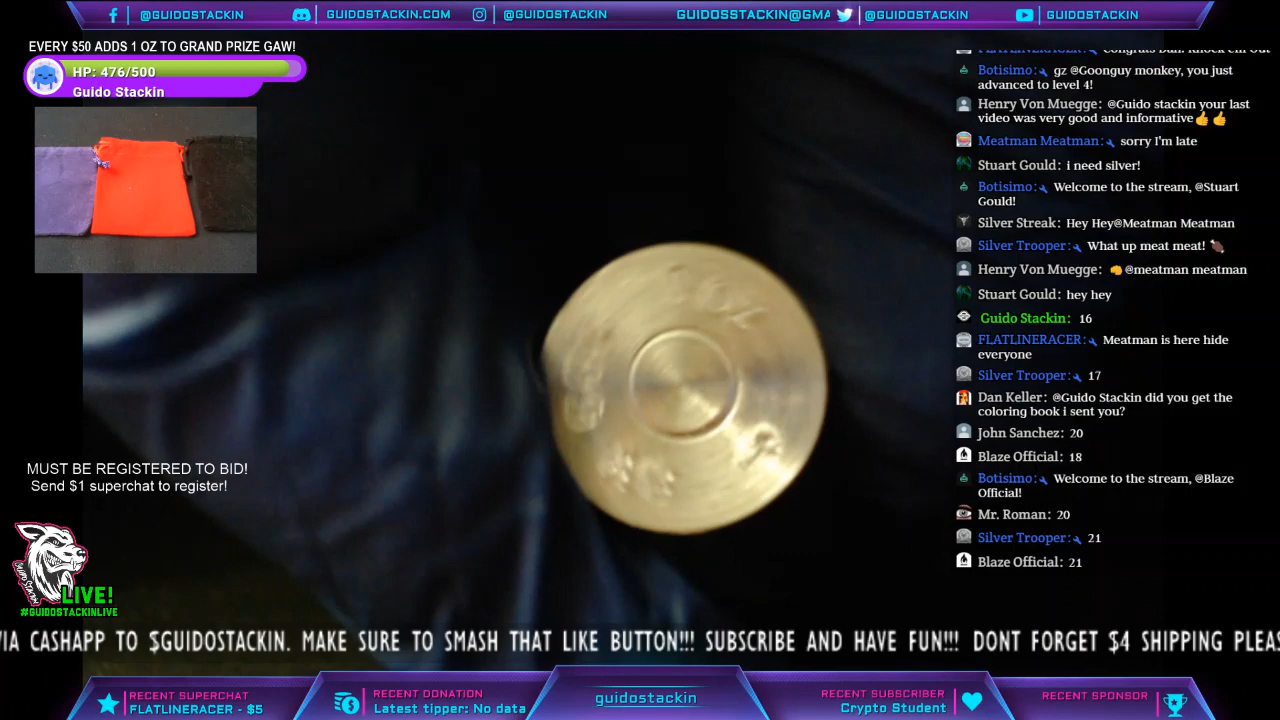 @GUIDOSTACKIN
GUIDOSTACKIN.COM
@GUIDOSTACKIN
GUIDOSSTACKIN@GMA
@GUIDOSTACKIN
GUIDOSTACKIN
EVERY $50 ADDS 1 OZ TO GRAND PRIZE GAW!
HP: 476/500
Guido Stackin
Botisimo: gz @Goonguy monkey, you just
advanced to level 4!
Henry Von Muegge: @Guido stackin your last
video was very good and informative👍👍
Meatman Meatman: sorry I'm late
Stuart Gould: i need silver!
Botisimo: Welcome to the stream, @Stuart
Gould!
Silver Streak: Hey Hey@Meatman Meatman
Silver Trooper: What up meat meat! 🍗
Henry Von Muegge: 🤜@meatman meatman
Stuart Gould: hey hey
Guido Stackin: 16
FLATLINERACER: Meatman is here hide
everyone
Silver Trooper: 17
Dan Keller: @Guido Stackin did you get the
coloring book i sent you?
John Sanchez: 20
Blaze Official: 18
Botisimo: Welcome to the stream, @Blaze
Official!
Mr. Roman: 20
Silver Trooper: 21
Blaze Official: 21
MUST BE REGISTERED TO BID!
Send $1 superchat to register!
LIVE!
#GUIDOSTACKINLIVE
VIA CASHAPP TO $GUIDOSTACKIN. MAKE SURE TO SMASH THAT LIKE BUTTON!!! SUBSCRIBE AND HAVE FUN!!! DONT FORGET $4 SHIPPING PLEAS
RECENT SUPERCHAT
FLATLINERACER - $5
RECENT DONATION
Latest tipper: No data
guidostackin
RECENT SUBSCRIBER
Crypto Student
RECENT SPONSOR